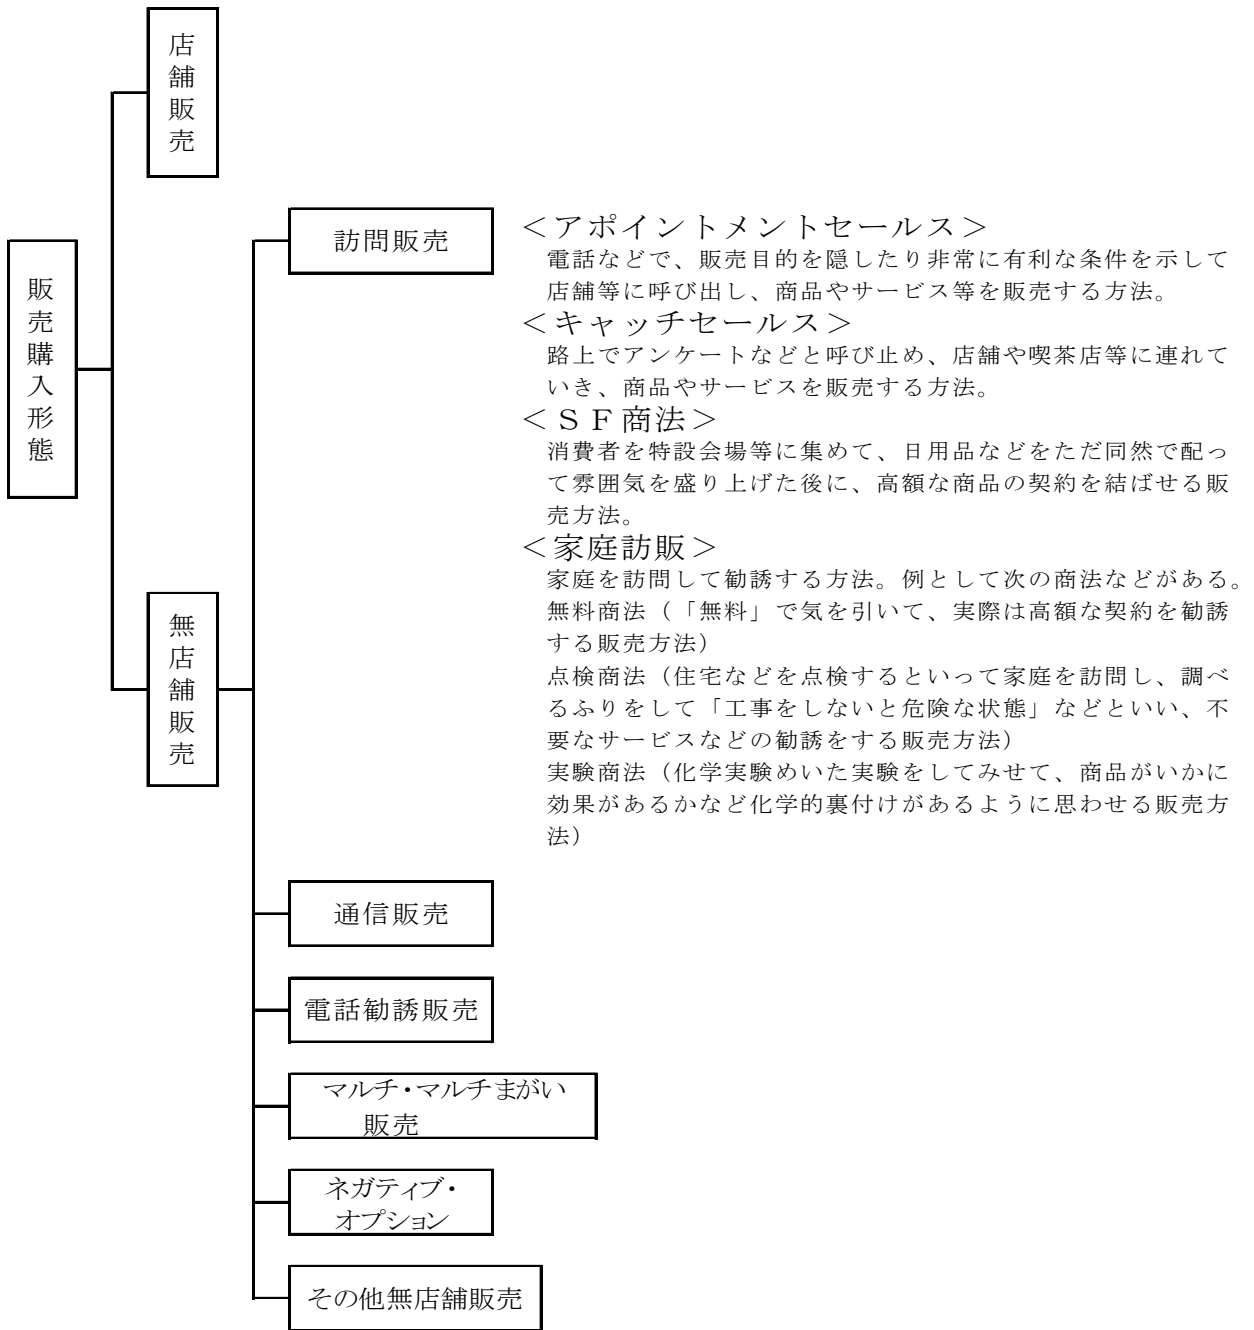 店舗販売
訪問販売
販売購入形態
＜アポイントメントセールス＞
電話などで、販売目的を隠したり非常に有利な条件を示して
店舗等に呼び出し、商品やサービス等を販売する方法。
＜キャッチセールス＞
路上でアンケートなどと呼び止め、店舗や喫茶店等に連れて
いき、商品やサービスを販売する方法。
＜ＳＦ商法＞
消費者を特設会場等に集めて、日用品などをただ同然で配っ
て雰囲気を盛り上げた後に、高額な商品の契約を結ばせる販
売方法。
＜家庭訪販＞
家庭を訪問して勧誘する方法。例として次の商法などがある。
無料商法（「無料」で気を引いて、実際は高額な契約を勧誘
する販売方法）
点検商法（住宅などを点検するといって家庭を訪問し、調べ
るふりをして「工事をしないと危険な状態」などといい、不
要なサービスなどの勧誘をする販売方法）
実験商法（化学実験めいた実験をしてみせて、商品がいかに
効果があるかなど化学的裏付けがあるように思わせる販売方
法）
無店舗販売
通信販売
電話勧誘販売
マルチ・マルチまがい
販売
ネガティブ・
オプション
その他無店舗販売